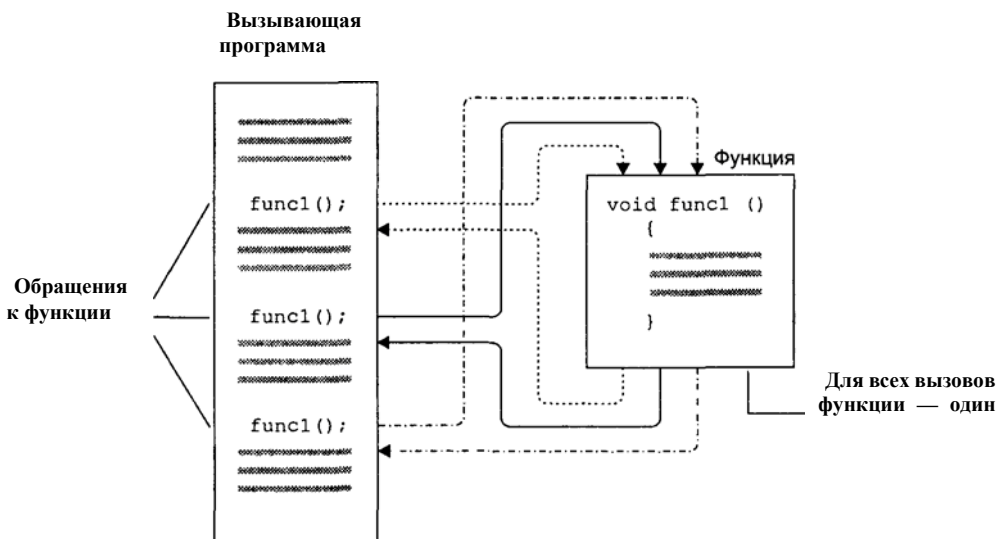 Вызывающая
программа
Функция
func1();
void func1 ()
{
Обращения
к функции
func1();
}
Для всех вызовов
функции — один
func1();